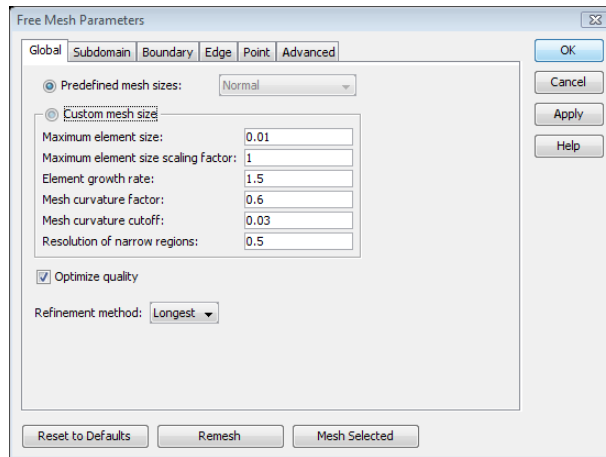 Free Mesh Parameters
Global Subdomain Boundary Edge Point Advanced
OK
Cancel
Apply
Help
Predefined mesh sizes: Normal
Custom mesh size
Maximum element size: 0.01
Maximum element size scaling factor: 1
Element growth rate: 1.5
Mesh curvature factor: 0.6
Mesh curvature cutoff: 0.03
Resolution of narrow regions: 0.5
Optimize quality
Refinement method: Longest
Reset to Defaults Remesh Mesh Selected